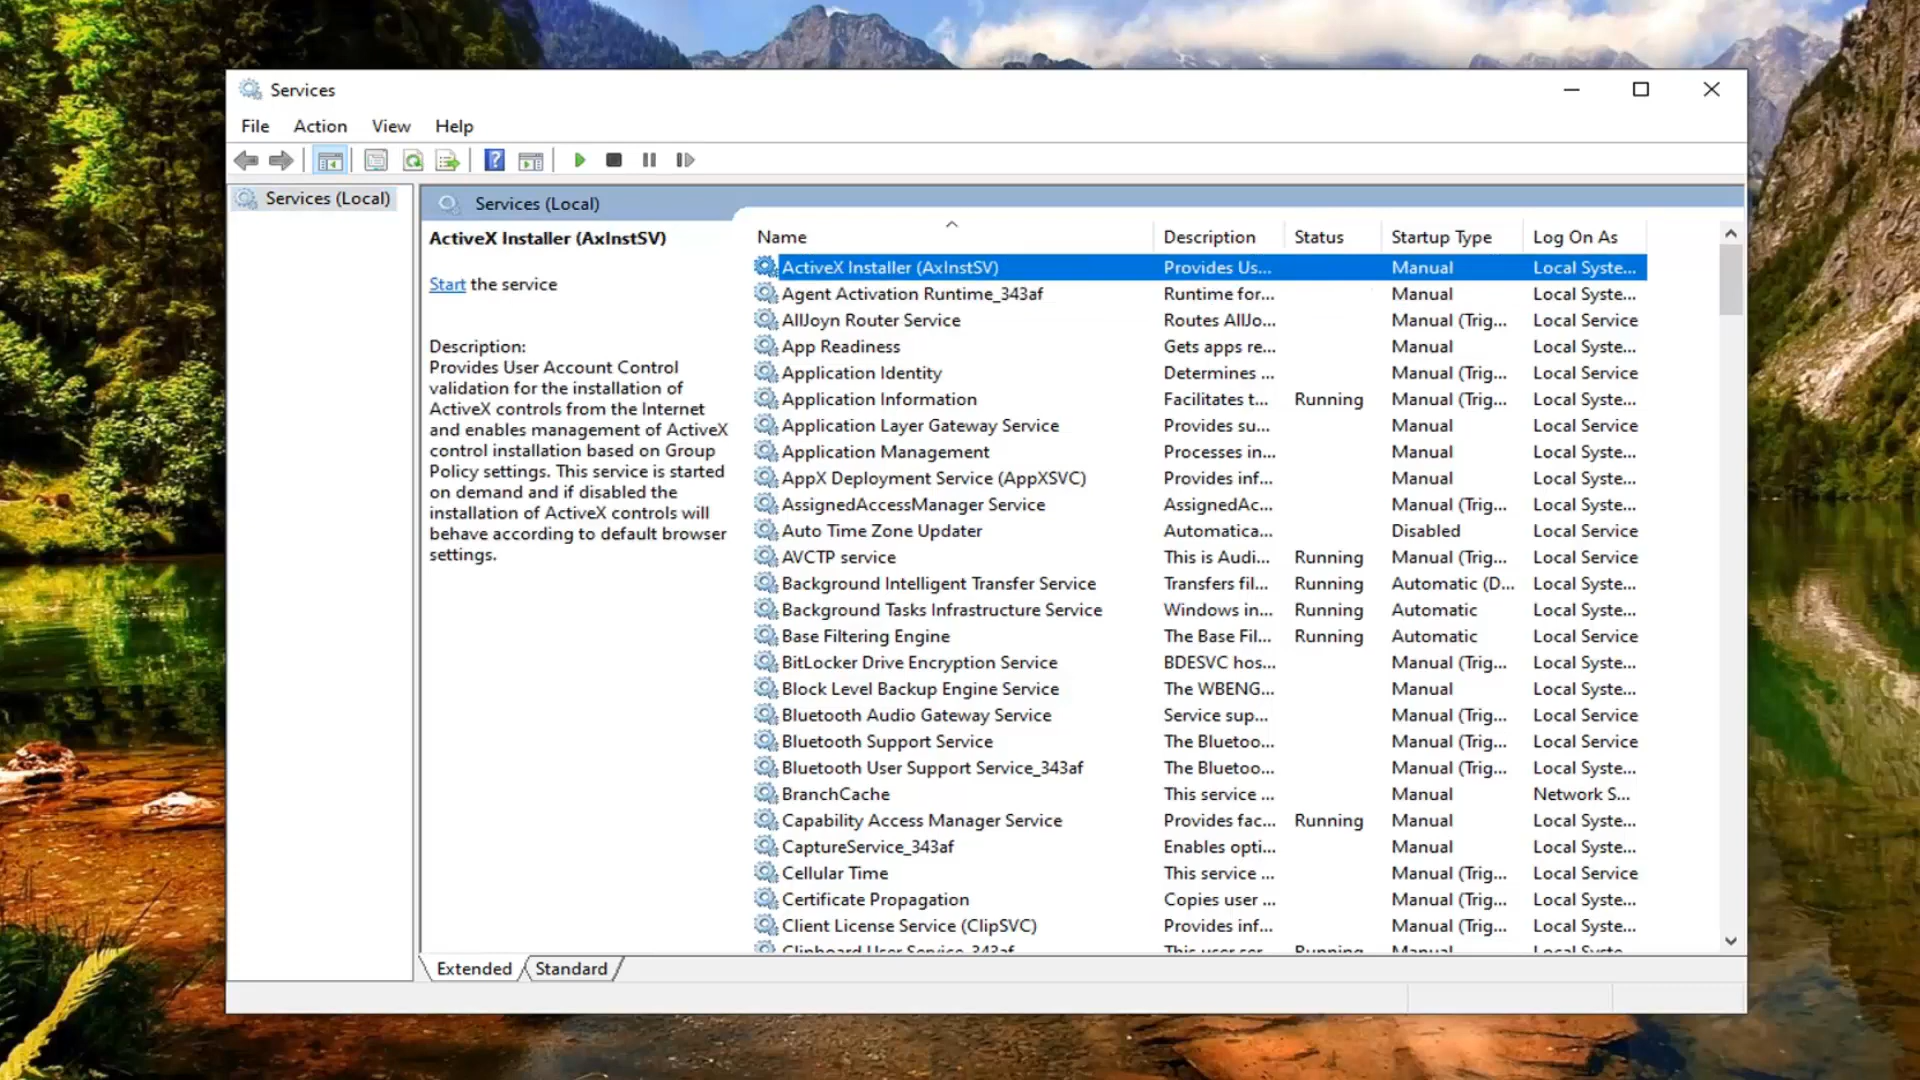 Services
File Action View Help
Services (Local)
Services (Local)
ActiveX Installer (AxInstSV)
Start the service
Description:
Provides User Account Control
validation for the installation of
ActiveX controls from the Internet
and enables management of ActiveX
control installation based on Group
Policy settings. This service is started
on demand and if disabled the
installation of ActiveX controls will
behave according to default browser
settings.
Name Description Status Startup Type Log On As
ActiveX Installer (AxInstSV) Provides Us... Manual Local Syste...
Agent Activation Runtime_343af Runtime for... Manual Local Syste...
AllJoyn Router Service Routes AllJo... Manual (Trig... Local Service
App Readiness Gets apps re... Manual Local Syste...
Application Identity Determines ... Manual (Trig... Local Service
Application Information Facilitates t... Running Manual (Trig... Local Syste...
Application Layer Gateway Service Provides su... Manual Local Service
Application Management Processes in... Manual Local Syste...
AppX Deployment Service (AppXSVC) Provides inf... Manual Local Syste...
AssignedAccessManager Service AssignedAc... Manual (Trig... Local Syste...
Auto Time Zone Updater Automatica... Disabled Local Service
AVCTP service This is Audi... Running Manual (Trig... Local Service
Background Intelligent Transfer Service Transfers fil... Running Automatic (D... Local Syste...
Background Tasks Infrastructure Service Windows in... Running Automatic Local Syste...
Base Filtering Engine The Base Fil... Running Automatic Local Service
BitLocker Drive Encryption Service BDESVC hos... Manual (Trig... Local Syste...
Block Level Backup Engine Service The WBENG... Manual Local Syste...
Bluetooth Audio Gateway Service Service sup... Manual (Trig... Local Service
Bluetooth Support Service The Bluetoo... Manual (Trig... Local Service
Bluetooth User Support Service_343af The Bluetoo... Manual (Trig... Local Syste...
BranchCache This service ... Manual Network S...
Capability Access Manager Service Provides fac... Running Manual Local Syste...
CaptureService_343af Enables opti... Manual Local Syste...
Cellular Time This service ... Manual (Trig... Local Service
Certificate Propagation Copies user ... Manual (Trig... Local Syste...
Client License Service (ClipSVC) Provides inf... Manual (Trig... Local Syste...
Clipboard User Service_343af This user ser... Running Manual Local Syste...
Extended Standard